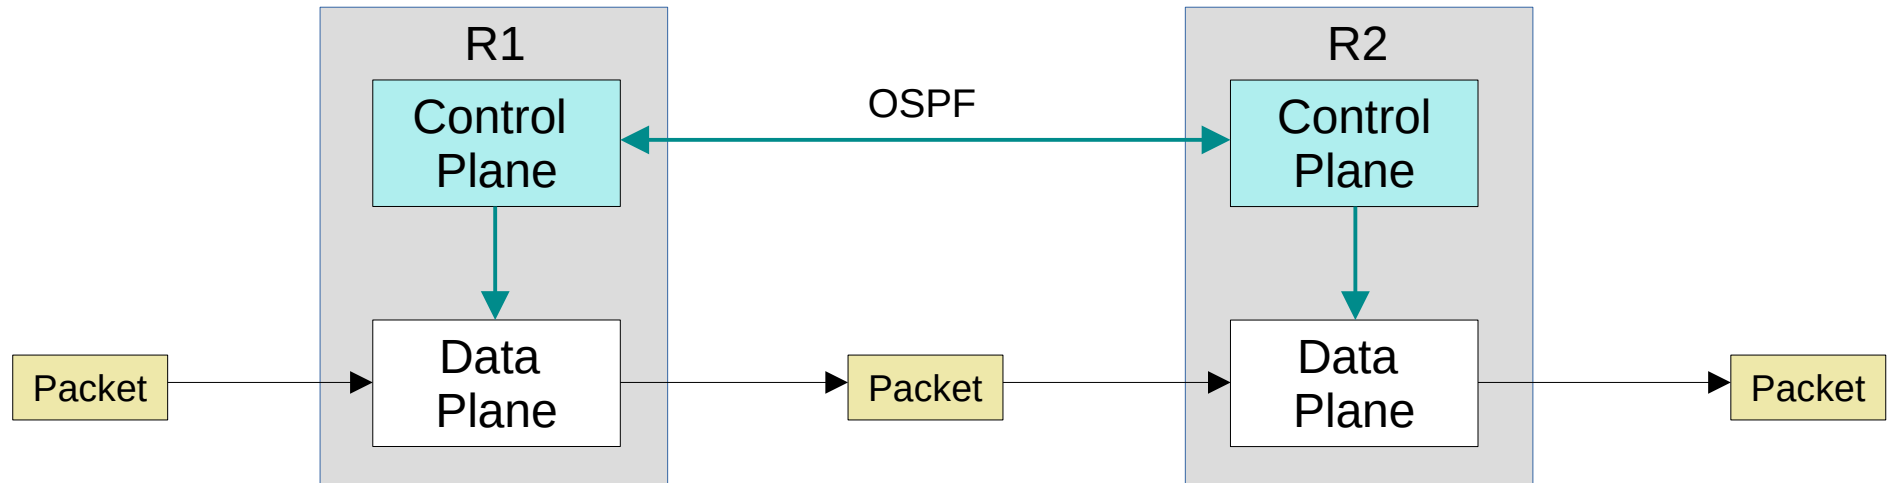 R1
Control
Plane
OSPF
R2
Control
Plane
Packet
Data
Plane
Packet
Data
Plane
Packet